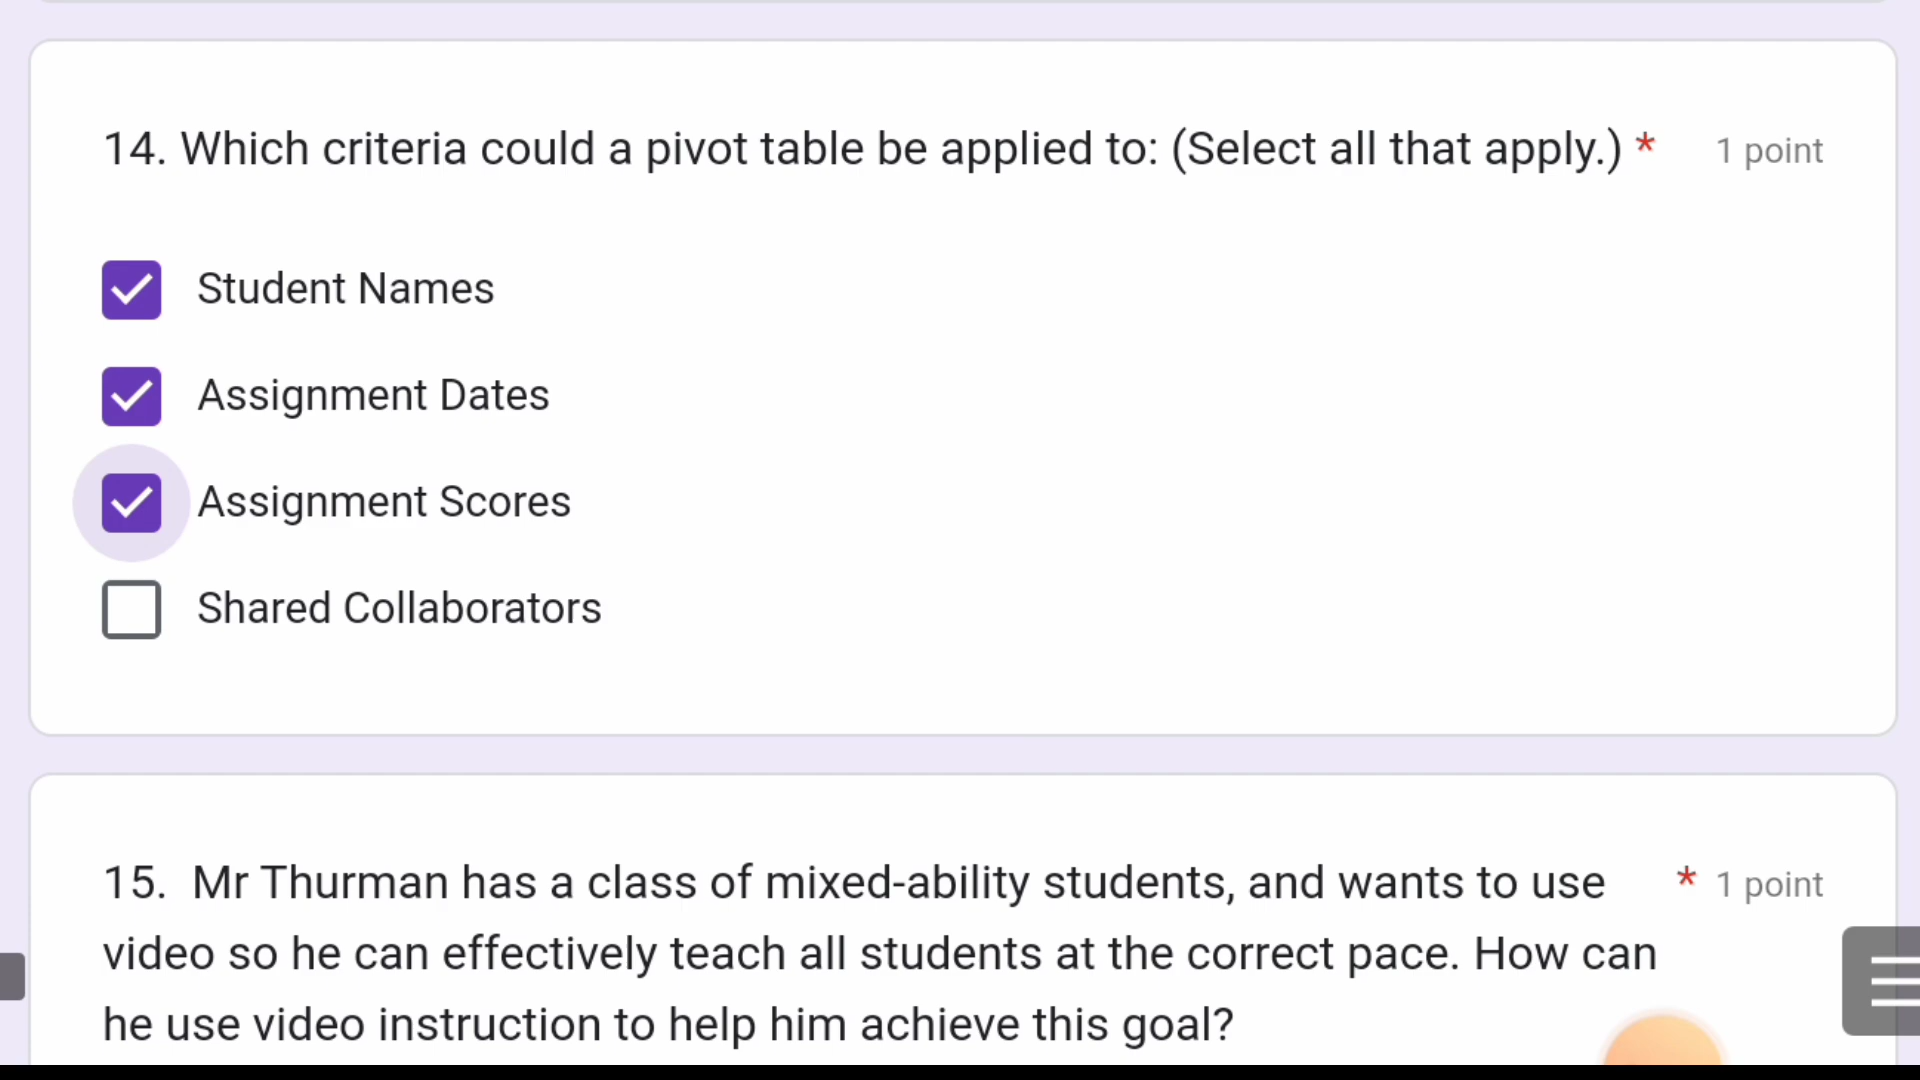 14. Which criteria could a pivot table be applied to: (Select all that apply.) * 1 point
Student Names
Assignment Dates
Assignment Scores
Shared Collaborators
15. Mr Thurman has a class of mixed-ability students, and wants to use * 1 point
video so he can effectively teach all students at the correct pace. How can
he use video instruction to help him achieve this goal?